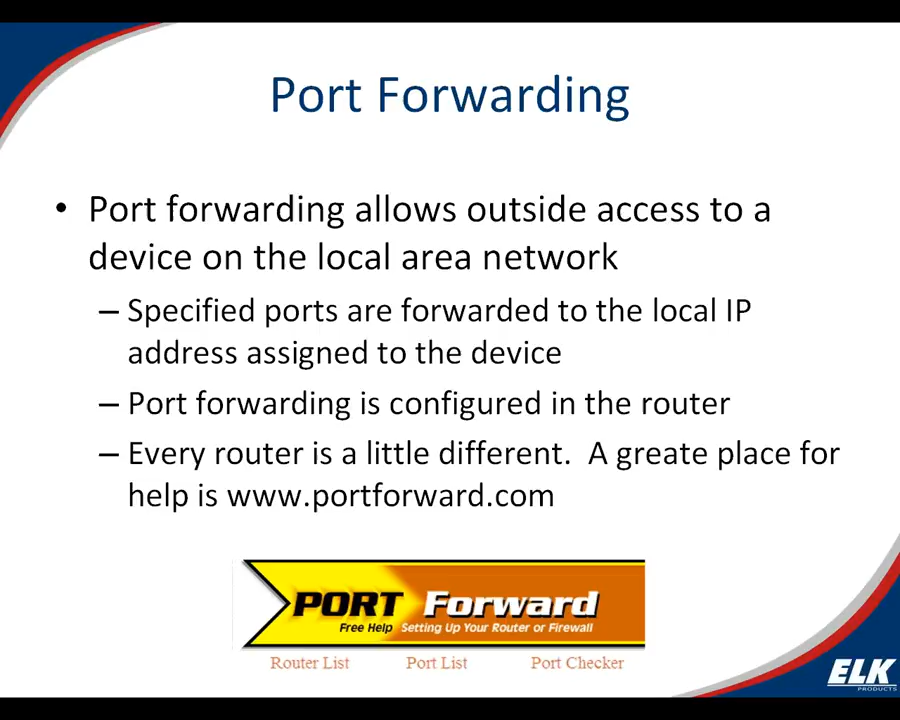 Port Forwarding
• Port forwarding allows outside access to a
device on the local area network
– Specified ports are forwarded to the local IP
address assigned to the device
– Port forwarding is configured in the router
– Every router is a little different.  A greate place for
help is www.portforward.com
PORT Forward
Free Help Setting Up Your Router or Firewall
Router List Port List Port Checker
ELK
PRODUCTS